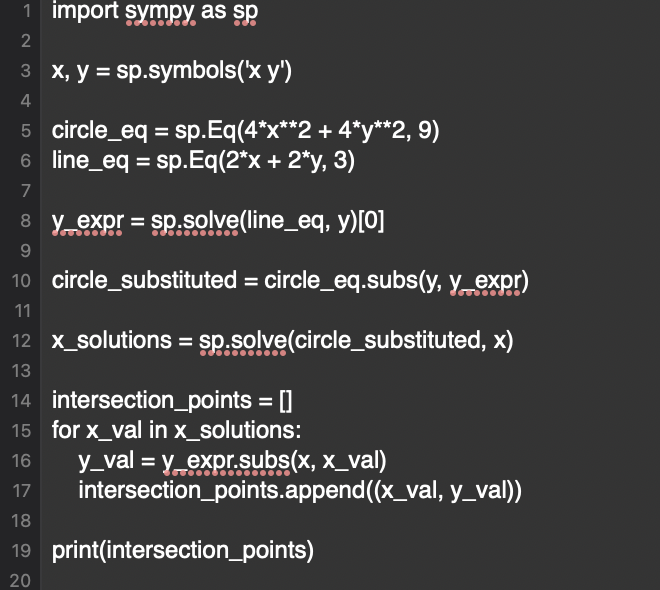 1 import sympy as sp
2
3 x, y = sp.symbols('x y')
4
5 circle_eq = sp.Eq(4*x**2 + 4*y**2, 9)
6 line_eq = sp.Eq(2*x + 2*y, 3)
7
8 y_expr = sp.solve(line_eq, y)[0]
9
10 circle_substituted = circle_eq.subs(y, y_expr)
11
12 x_solutions = sp.solve(circle_substituted, x)
13
14 intersection_points = []
15 for x_val in x_solutions:
16     y_val = y_expr.subs(x, x_val)
17     intersection_points.append((x_val, y_val))
18
19 print(intersection_points)
20